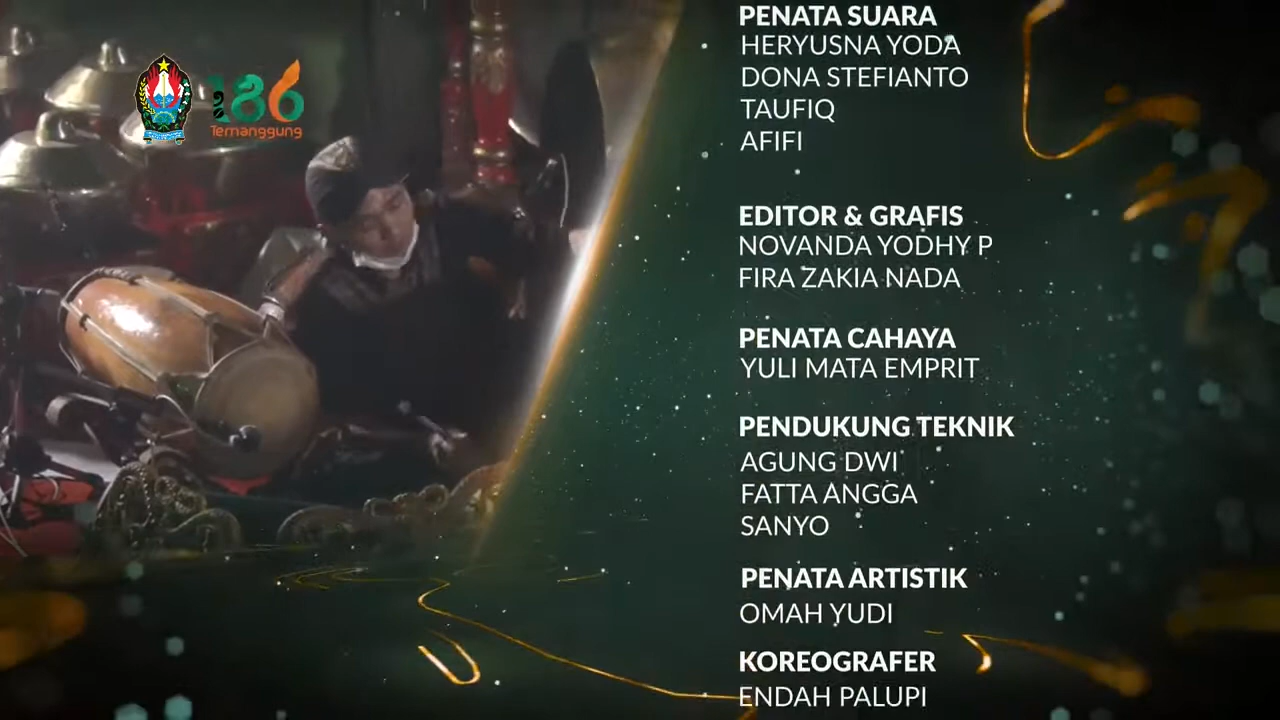 186
Temanggung
PENATA SUARA
HERYUSNA YODA
DONA STEFIANTO
TAUFIQ
AFIFI
EDITOR & GRAFIS
NOVANDA YODHY P
FIRA ZAKIA NADA
PENATA CAHAYA
YULI MATA EMPRIT
PENDUKUNG TEKNIK
AGUNG DWI
FATTA ANGGA
SANYO
PENATA ARTISTIK
OMAH YUDI
KOREOGRAFER
ENDAH PALUPI